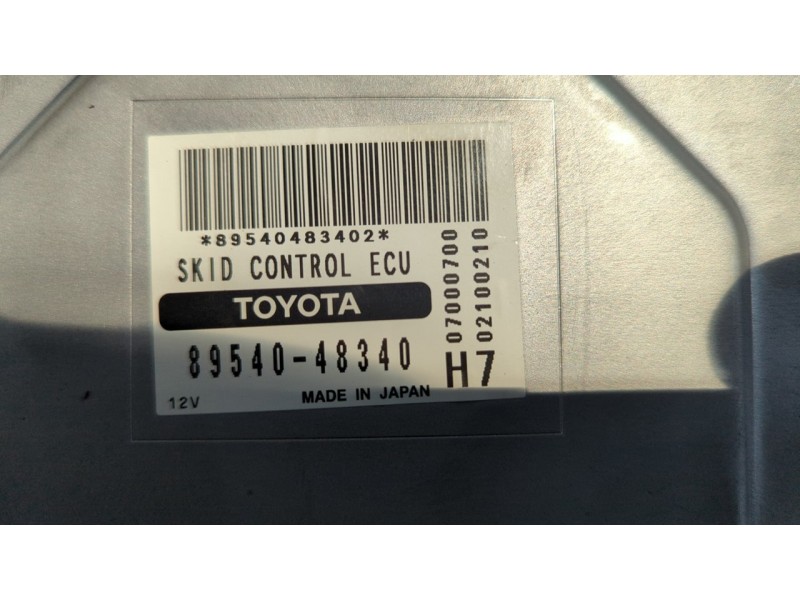 *89540483402*
SKID CONTROL ECU
TOYOTA
89540-48340
12V
MADE IN JAPAN
07000700
02100210
H7